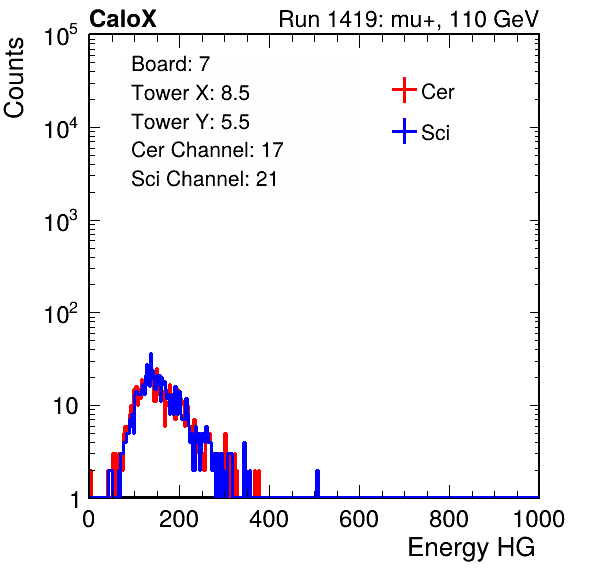 CaloX Run 1419: mu+, 110 GeV
Counts
Board: 7
Tower X: 8.5
Tower Y: 5.5
Cer Channel: 17
Sci Channel: 21
Cer
Sci
10^5
10^4
10^3
10^2
10
1
0 200 400 600 800 1000
Energy HG